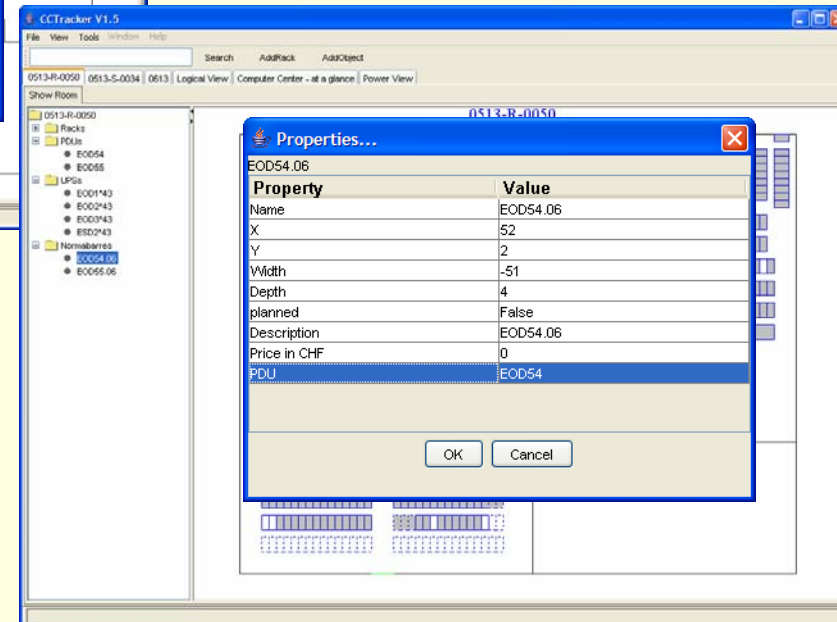 CCTracker V1.5
File View Tools Window Help
Search AddRack AddObject
0513-R-0050 0513-S-0034 0613 Logical View Computer Center - at a glance Power View
Show Room
0513-R-0050
0513-R-0050
Racks
PDUs
EOD54
EOD55
UPSs
EOD1*43
EOD2*43
EOD3*43
ESD2*43
Normabarres
EOD54.06
EOD55.06
Properties...
EOD54.06
Property Value
Name EOD54.06
X 52
Y 2
Width -51
Depth 4
planned False
Description EOD54.06
Price in CHF 0
PDU EOD54
OK Cancel